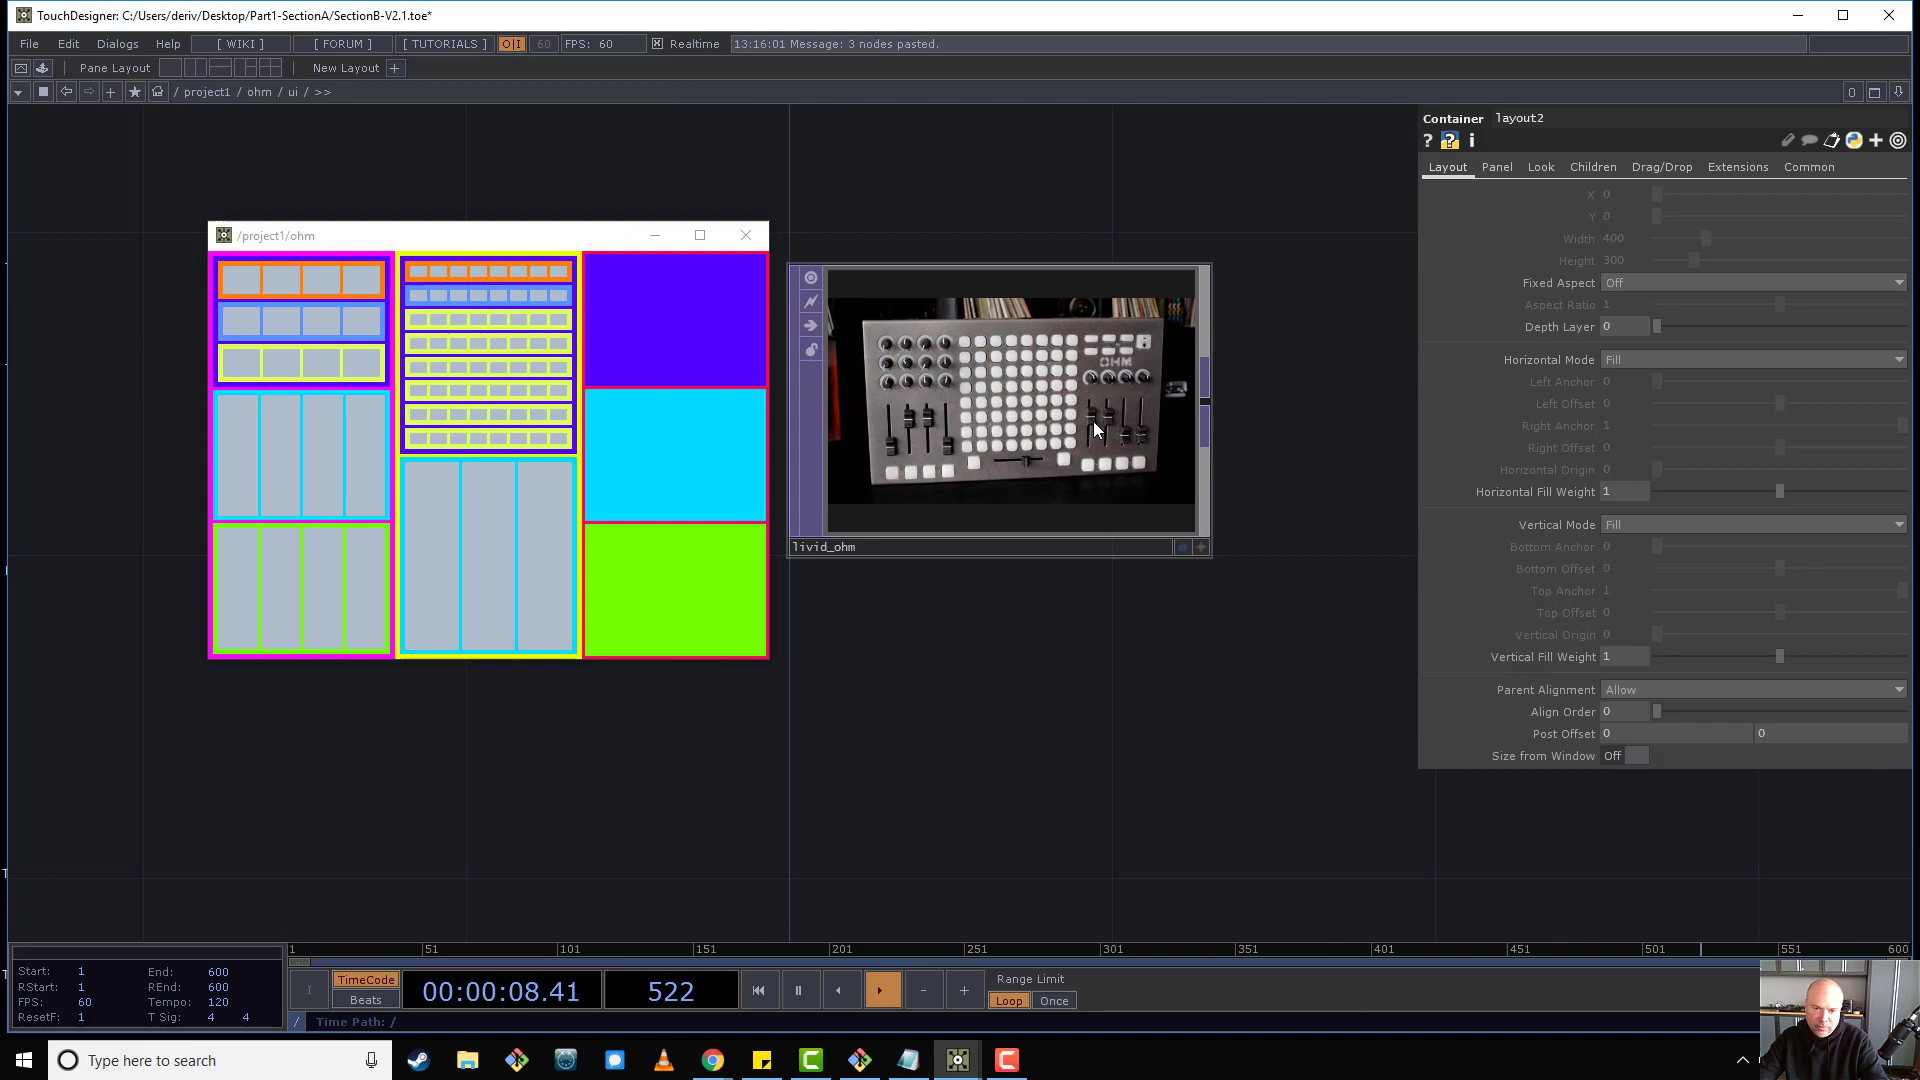 TouchDesigner: C:/Users/deriv/Desktop/Part1-SectionA/SectionB-V2.1.toe*
File Edit Dialogs Help [ WIKI ] [ FORUM ] [ TUTORIALS ] O|I 60 FPS: 60 Realtime 13:16:01 Message: 3 nodes pasted.
Pane Layout New Layout +
/ project1 / ohm / ui / >> 0
Container layout2
? ? i
Layout Panel Look Children Drag/Drop Extensions Common
X 0
Y 0
Width 400
Height 300
Fixed Aspect Off
Aspect Ratio 1
Depth Layer 0
Horizontal Mode Fill
Left Anchor 0
Left Offset 0
Right Anchor 1
Right Offset 0
Horizontal Origin 0
Horizontal Fill Weight 1
Vertical Mode Fill
Bottom Anchor 0
Bottom Offset 0
Top Anchor 1
Top Offset 0
Vertical Origin 0
Vertical Fill Weight 1
Parent Alignment Allow
Align Order 0
Post Offset 0 0
Size from Window Off
/project1/ohm
OHM
livid_ohm
1 51 101 151 201 251 301 351 401 451 501 551 600
Start: 1 End: 600
RStart: 1 REnd: 600
FPS: 60 Tempo: 120
ResetF: 1 T Sig: 4 4
TimeCode
Beats
00:00:08.41
522
Range Limit
Loop Once
/ Time Path: /
Type here to search